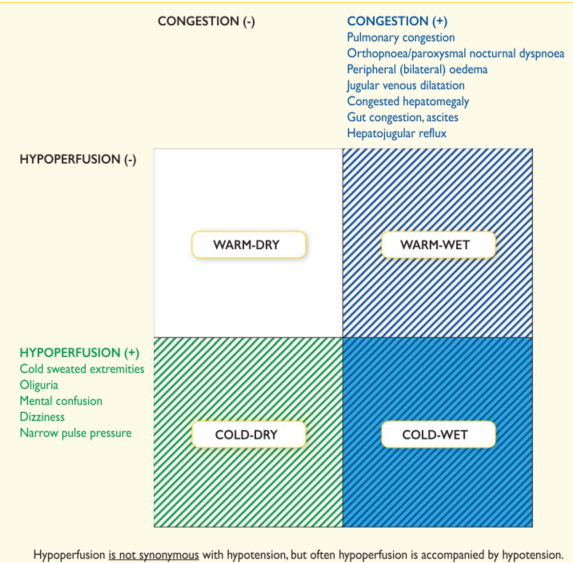 CONGESTION (-)
CONGESTION (+)
Pulmonary congestion
Orthopnoea/paroxysmal nocturnal dyspnoea
Peripheral (bilateral) oedema
Jugular venous dilatation
Congested hepatomegaly
Gut congestion, ascites
Hepatojugular reflux
HYPOPERFUSION (-)
WARM-DRY
WARM-WET
HYPOPERFUSION (+)
Cold sweated extremities
Oliguria
Mental confusion
Dizziness
Narrow pulse pressure
COLD-DRY
COLD-WET
Hypoperfusion is not synonymous with hypotension, but often hypoperfusion is accompanied by hypotension.